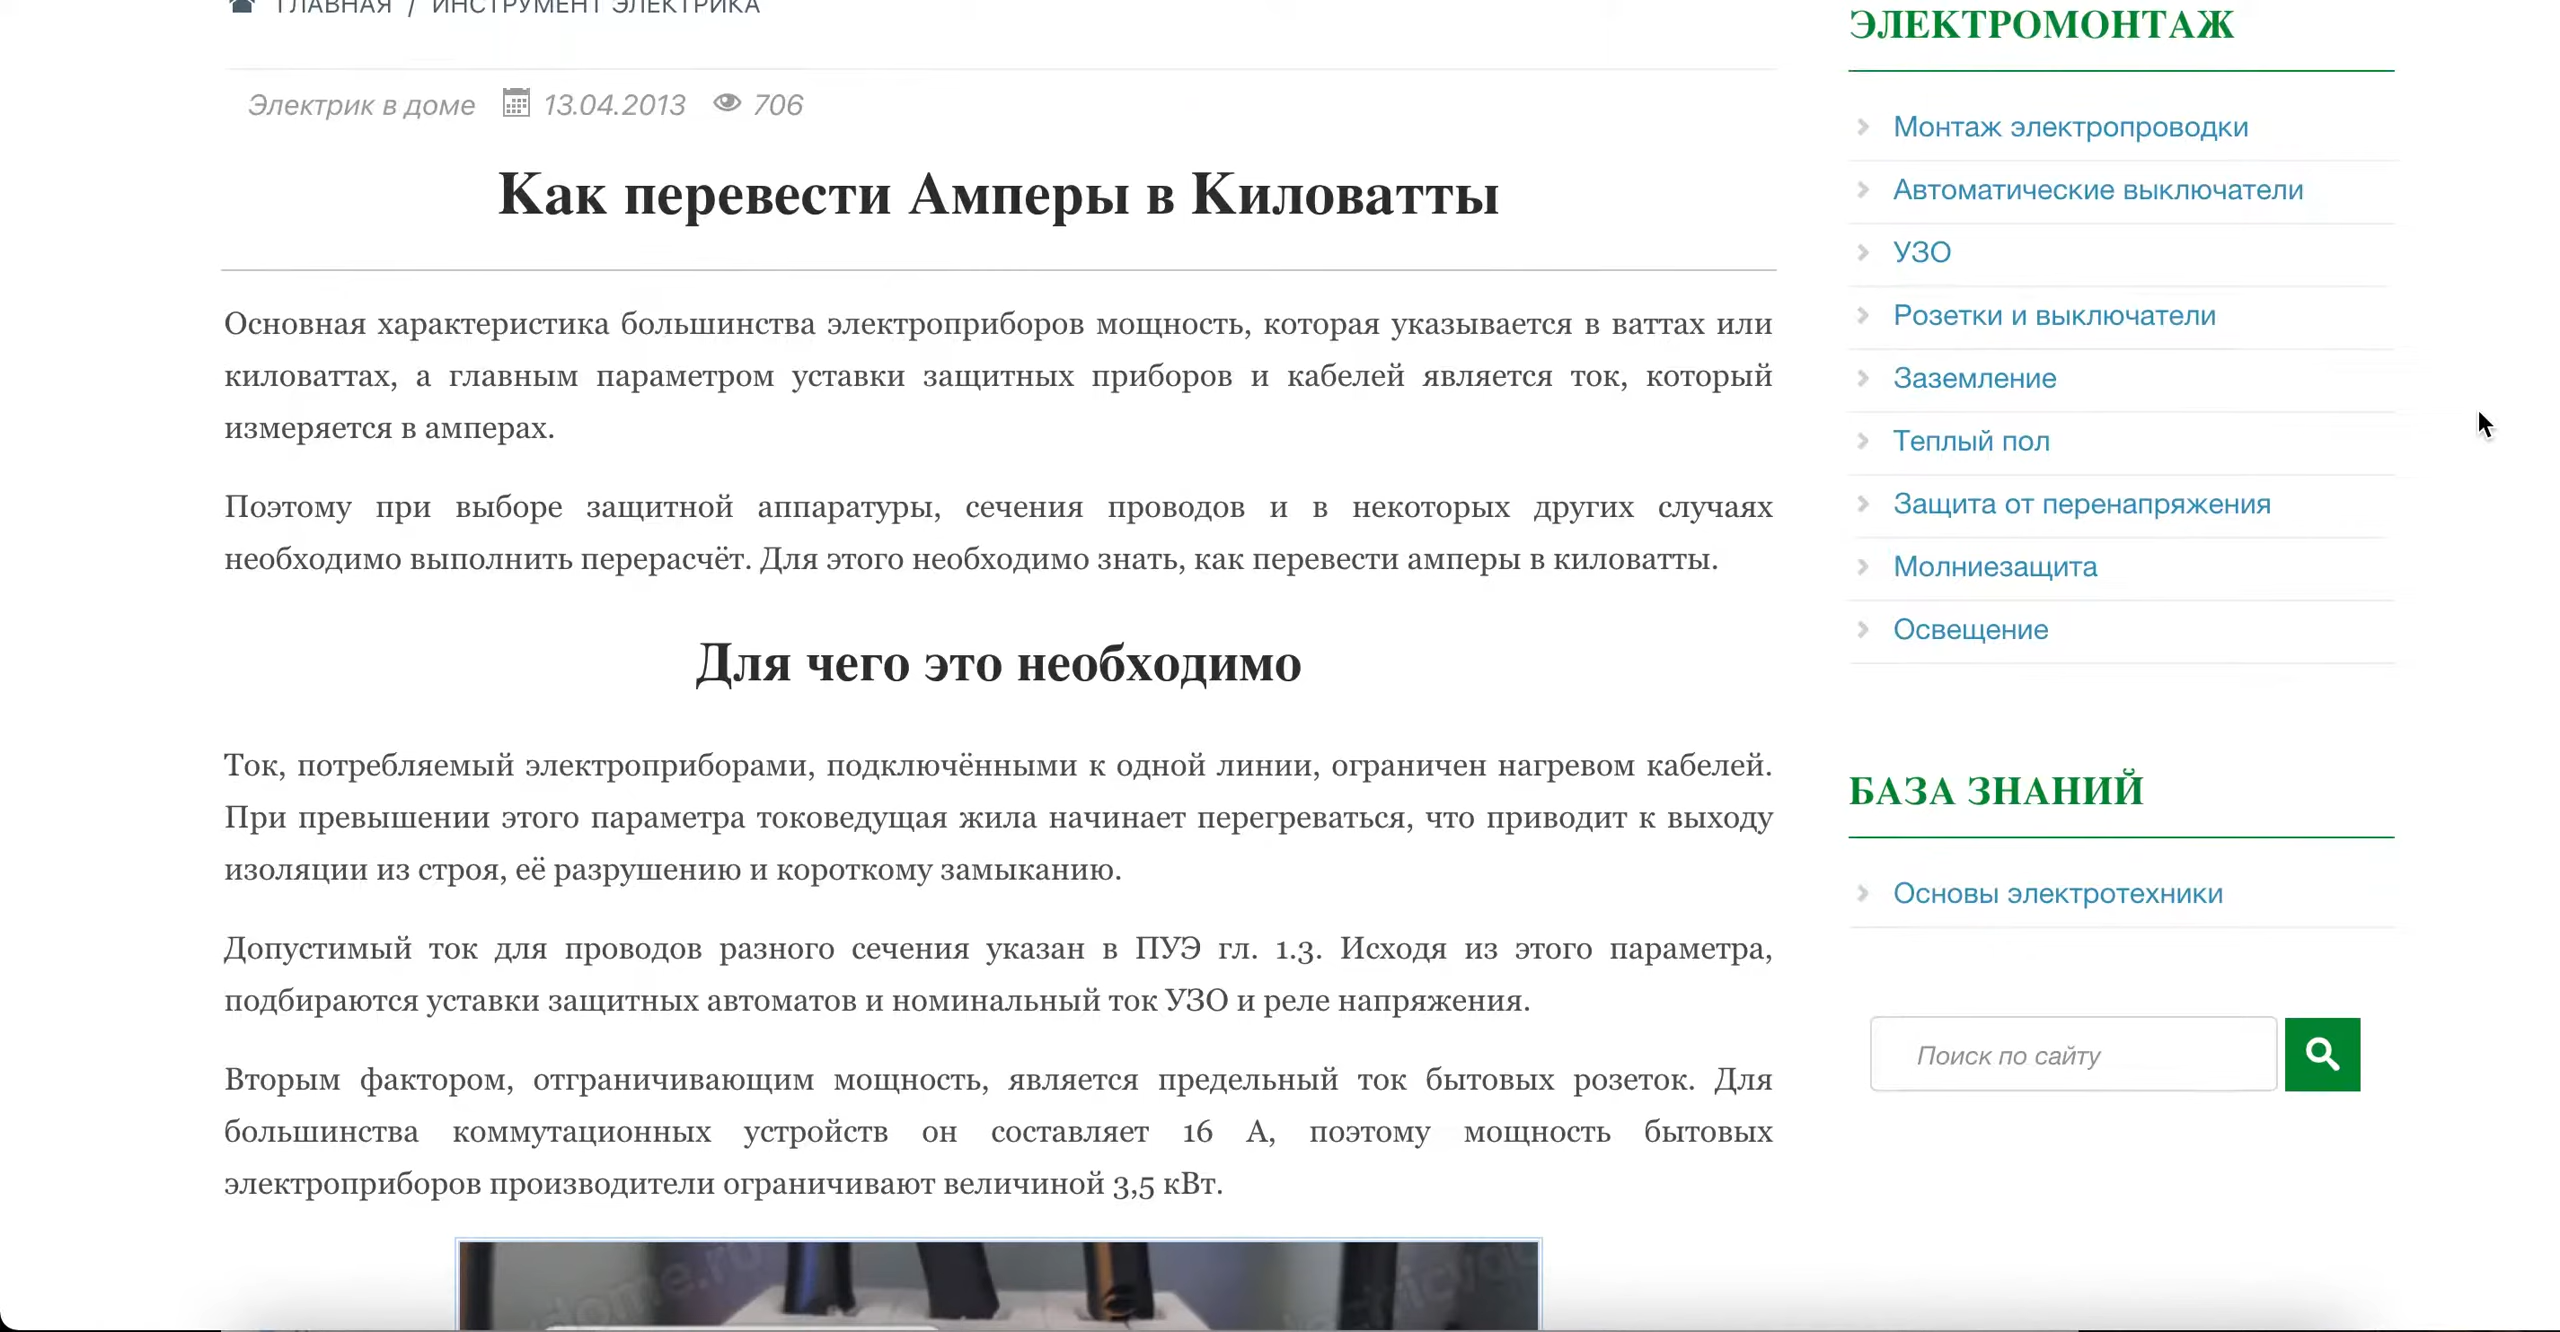 ГЛАВНАЯ / ИНСТРУМЕНТ ЭЛЕКТРИКА
Электрик в доме 13.04.2013 706
Как перевести Амперы в Киловатты
Основная характеристика большинства электроприборов мощность, которая указывается в ваттах или
киловаттах, а главным параметром уставки защитных приборов и кабелей является ток, который
измеряется в амперах.
Поэтому при выборе защитной аппаратуры, сечения проводов и в некоторых других случаях
необходимо выполнить перерасчёт. Для этого необходимо знать, как перевести амперы в киловатты.
Для чего это необходимо
Ток, потребляемый электроприборами, подключёнными к одной линии, ограничен нагревом кабелей.
При превышении этого параметра токоведущая жила начинает перегреваться, что приводит к выходу
изоляции из строя, её разрушению и короткому замыканию.
Допустимый ток для проводов разного сечения указан в ПУЭ гл. 1.3. Исходя из этого параметра,
подбираются уставки защитных автоматов и номинальный ток УЗО и реле напряжения.
Вторым фактором, отграничивающим мощность, является предельный ток бытовых розеток. Для
большинства коммутационных устройств он составляет 16 А, поэтому мощность бытовых
электроприборов производители ограничивают величиной 3,5 кВт.
ЭЛЕКТРОМОНТАЖ
Монтаж электропроводки
Автоматические выключатели
УЗО
Розетки и выключатели
Заземление
Теплый пол
Защита от перенапряжения
Молниезащита
Освещение
БАЗА ЗНАНИЙ
Основы электротехники
Поиск по сайту